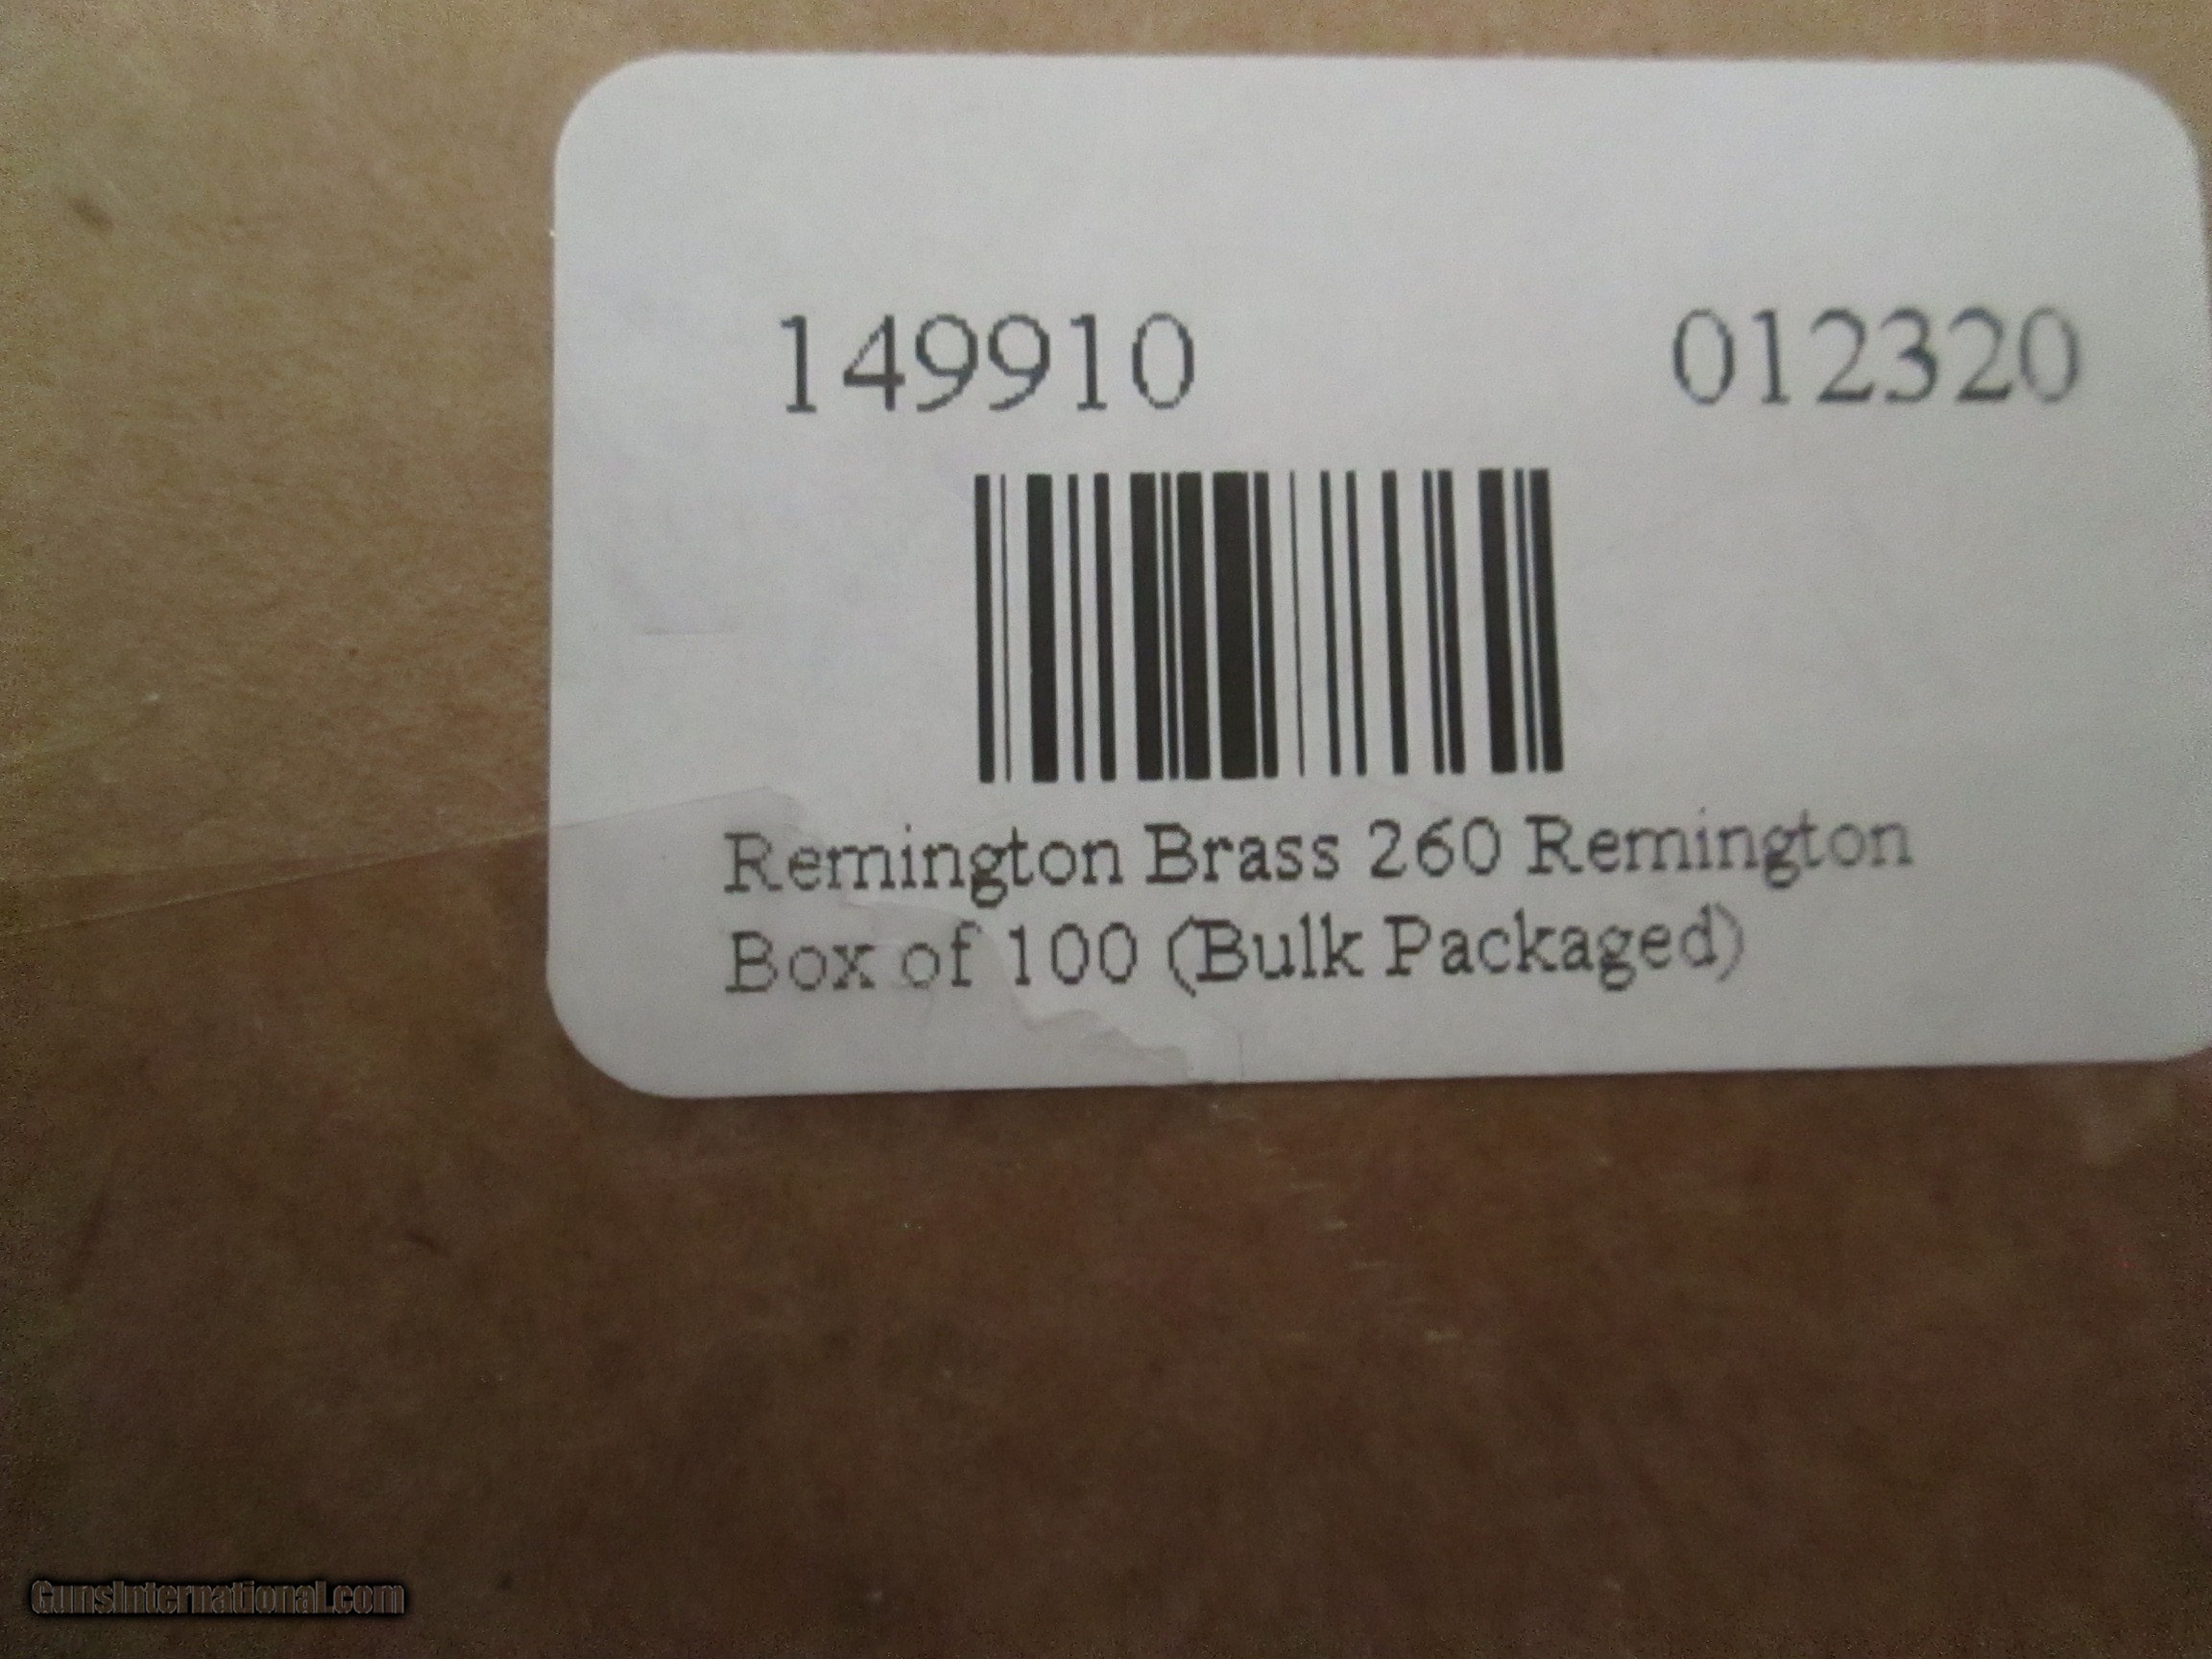 149910 012320
Remington Brass 260 Remington
Box of 100 (Bulk Packaged)
GunsInternational.com